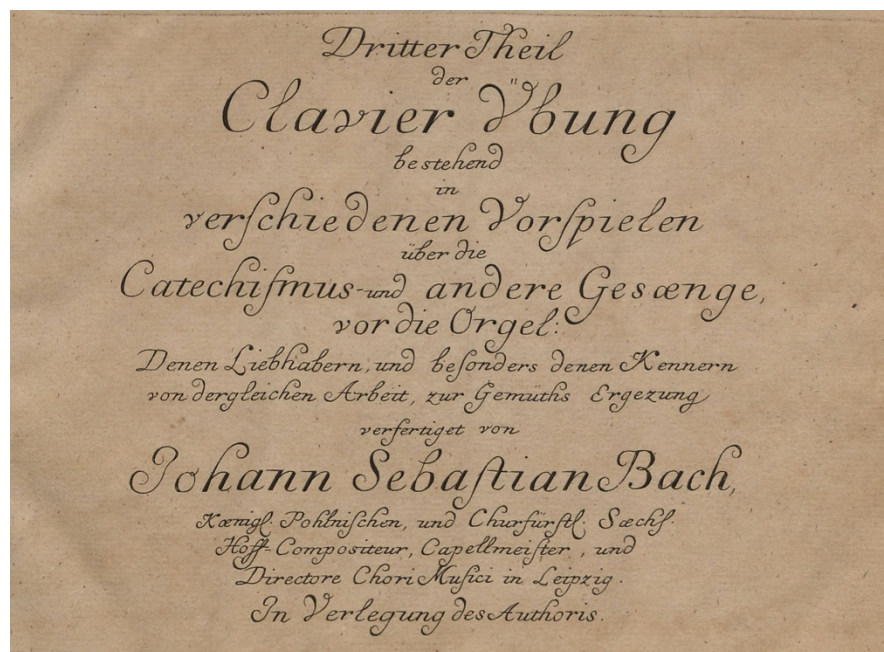 Dritter Theil
der
Clavier Übung
bestehend
in
verſchiedenen Vorſpielen
über die
Catechiſmus-und andere Gesænge,
vor die Orgel:
Denen Liebhabern, und beſonders denen Kennern
von dergleichen Arbeit, zur Gemüths Ergezung
verfertiget von
Johann Sebaſtian Bach,
Kœnigl. Pohlniſchen, und Churfürſtl. Sæchſ.
Hoff-Compositeur, Capellmeiſter, und
Directore Chori Muſici in Leipzig.
In Verlegung des Authoris.